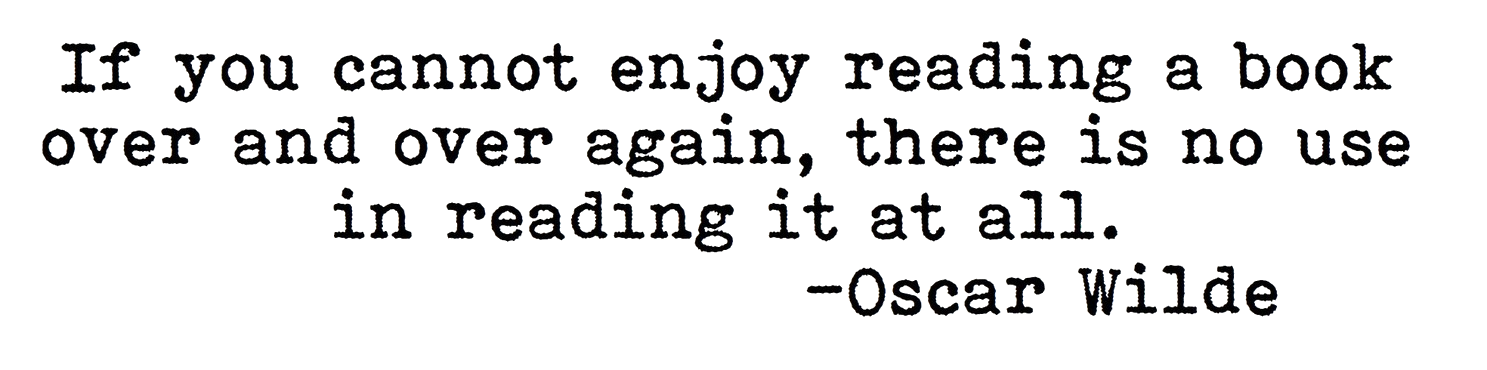 If you cannot enjoy reading a book
over and over again, there is no use
in reading it at all.
-Oscar Wilde